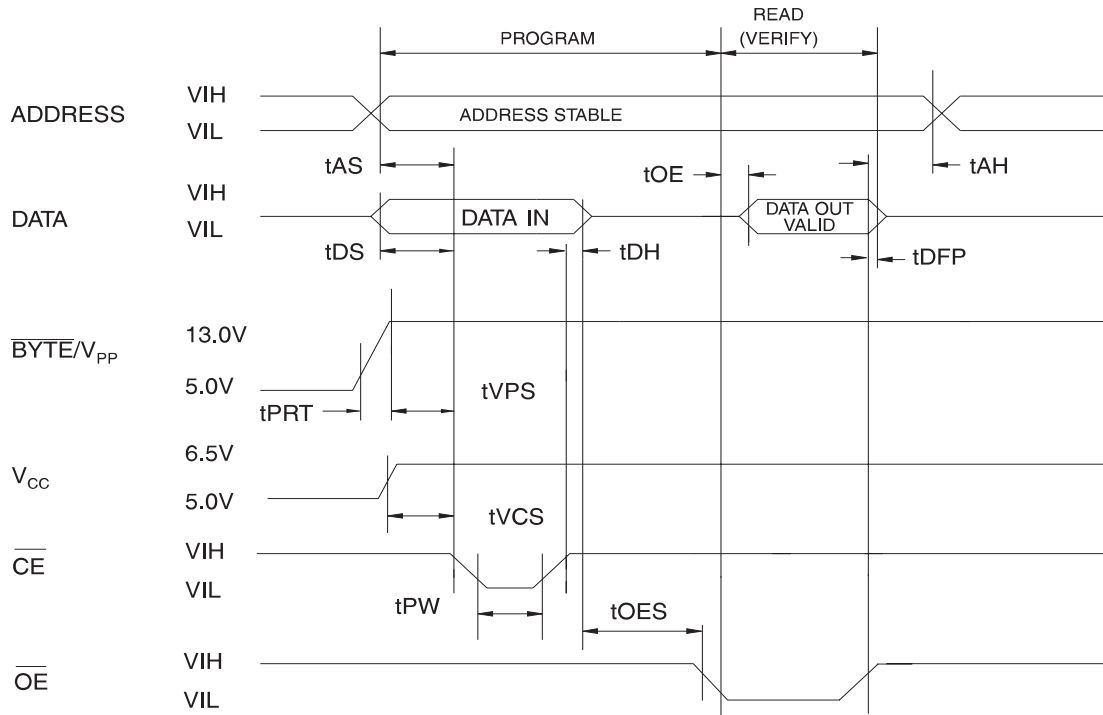 READ
PROGRAM (VERIFY)
ADDRESS VIH
VIL ADDRESS STABLE
tAS tOE tAH
DATA VIH
VIL DATA IN DATA OUT
VALID
tDS tDH tDFP
BYTE/VPP 13.0V
5.0V
tPRT tVPS
VCC 6.5V
5.0V
tVCS
CE VIH
VIL
tPW tOES
OE VIH
VIL